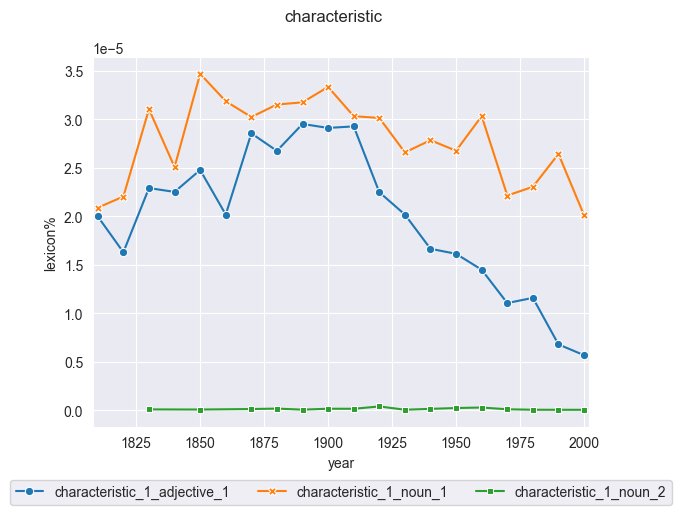 characteristic
1e−5
3.5
3.0
2.5
2.0
1.5
1.0
0.5
0.0
lexicon%
1825 1850 1875 1900 1925 1950 1975 2000
year
characteristic_1_adjective_1 characteristic_1_noun_1 characteristic_1_noun_2